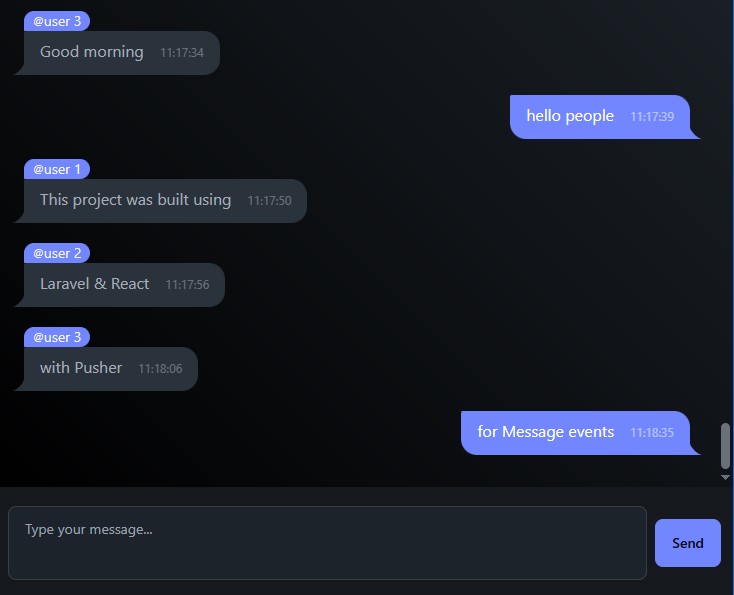 @user 3
Good morning 11:17:34
hello people 11:17:39
@user 1
This project was built using 11:17:50
@user 2
Laravel & React 11:17:56
@user 3
with Pusher 11:18:06
for Message events 11:18:35
Type your message...
Send